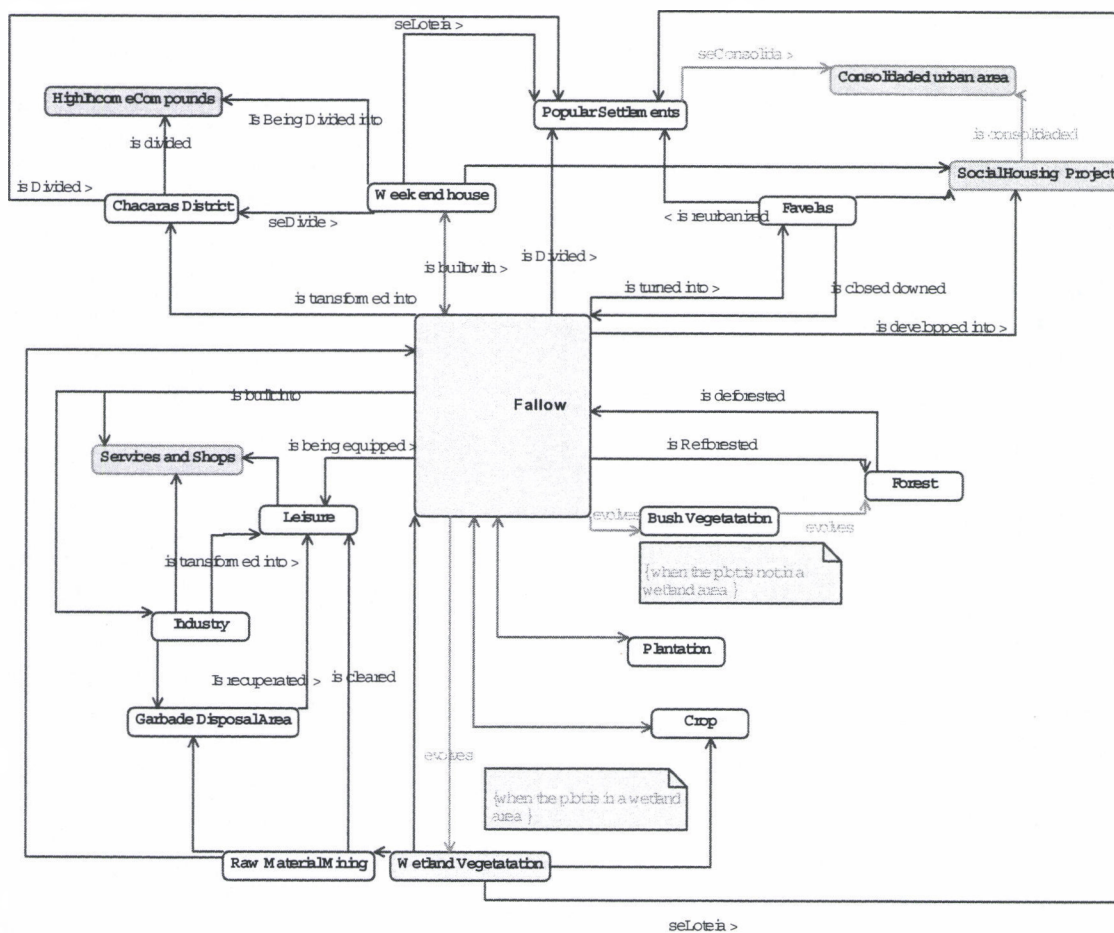 seLoteia >
seConsolida >
Consolidaded urban area
HighIncomeCompounds
Is Being Divided into
PopularSettlements
is divided
is consolidaded
is Divided >
Weekend house
SocialHousing Project
Chacaras District
seDivide >
< is reurbanized
Favelas
is builtwith >
is Divided >
is transformed into
is turned into >
is closed downed
is developped into >
Fallow
is built into
is deforested
is being equipped >
is Reforested
Services and Shops
Forest
Leisure
evolves
Bush Vegetatation
evolves
is transformed into >
{when the plot is not in a
wetland area }
Industry
Plantation
Is recuperated >
is cleared
Garbade DisposalArea
Crop
evolves
{when the plot is in a wetland
area }
Raw MaterialMining
Wetland Vegetatation
seLoteia >